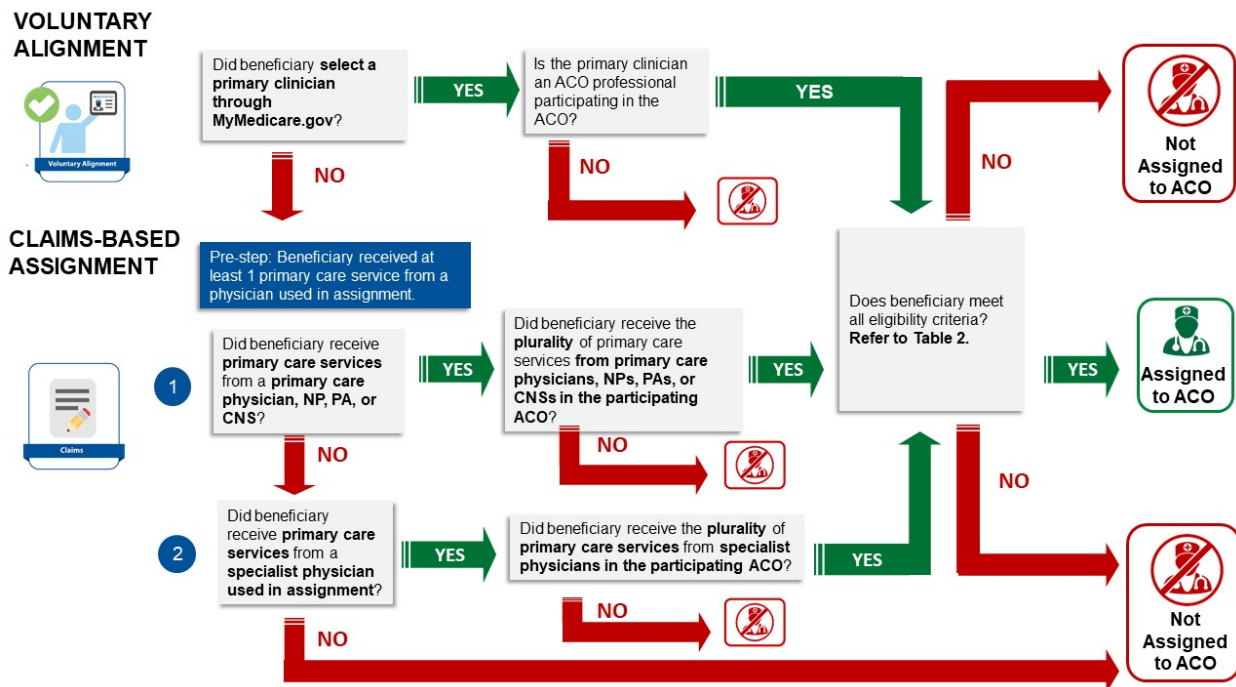 VOLUNTARY
ALIGNMENT
Voluntary Alignment
Did beneficiary select a
primary clinician
through
MyMedicare.gov?
YES
Is the primary clinician
an ACO professional
participating in the
ACO?
YES
NO
NO
NO
Not
Assigned
to ACO
CLAIMS-BASED
ASSIGNMENT
Pre-step: Beneficiary received at
least 1 primary care service from a
physician used in assignment.
Claims
1
Did beneficiary receive
primary care services
from a primary care
physician, NP, PA, or
CNS?
YES
Did beneficiary receive the
plurality of primary care
services from primary care
physicians, NPs, PAs, or
CNSs in the participating
ACO?
YES
Does beneficiary meet
all eligibility criteria?
Refer to Table 2.
YES
Assigned
to ACO
NO
NO
NO
2
Did beneficiary
receive primary care
services from a
specialist physician
used in assignment?
YES
Did beneficiary receive the plurality of
primary care services from specialist
physicians in the participating ACO?
YES
NO
NO
Not
Assigned
to ACO